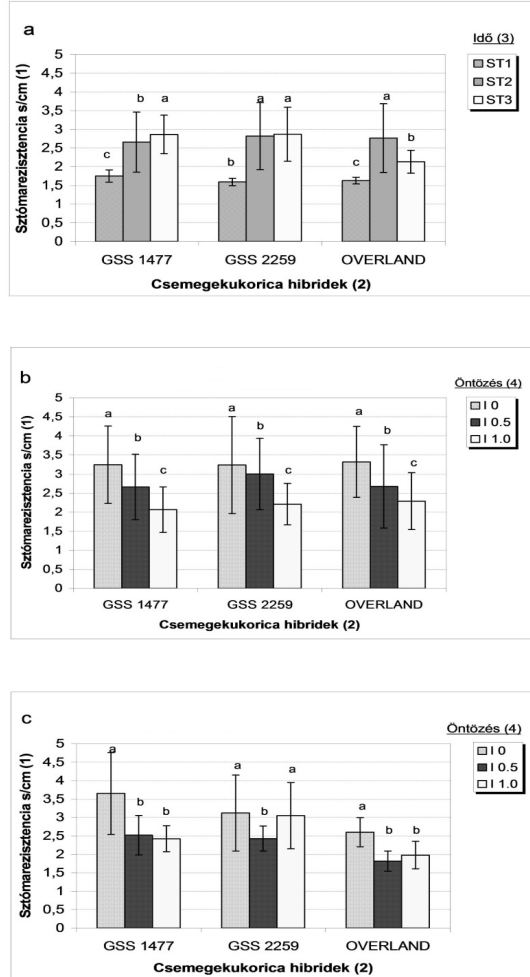 a
Idő (3)
ST1
ST2
ST3
Sztómarezisztencia s/cm (1)
5
4,5
4
3,5
3
2,5
2
1,5
1
0,5
0
c b a
b a a
c a b
GSS 1477 GSS 2259 OVERLAND
Csemegekukorica hibridek (2)
b
Öntözés (4)
I 0
I 0.5
I 1.0
Sztómarezisztencia s/cm (1)
5
4,5
4
3,5
3
2,5
2
1,5
1
0,5
0
a b c
a b c
a b c
GSS 1477 GSS 2259 OVERLAND
Csemegekukorica hibridek (2)
c
Öntözés (4)
I 0
I 0.5
I 1.0
Sztómarezisztencia s/cm (1)
5
4,5
4
3,5
3
2,5
2
1,5
1
0,5
0
a b b
a b a
a b b
GSS 1477 GSS 2259 OVERLAND
Csemegekukorica hibridek (2)